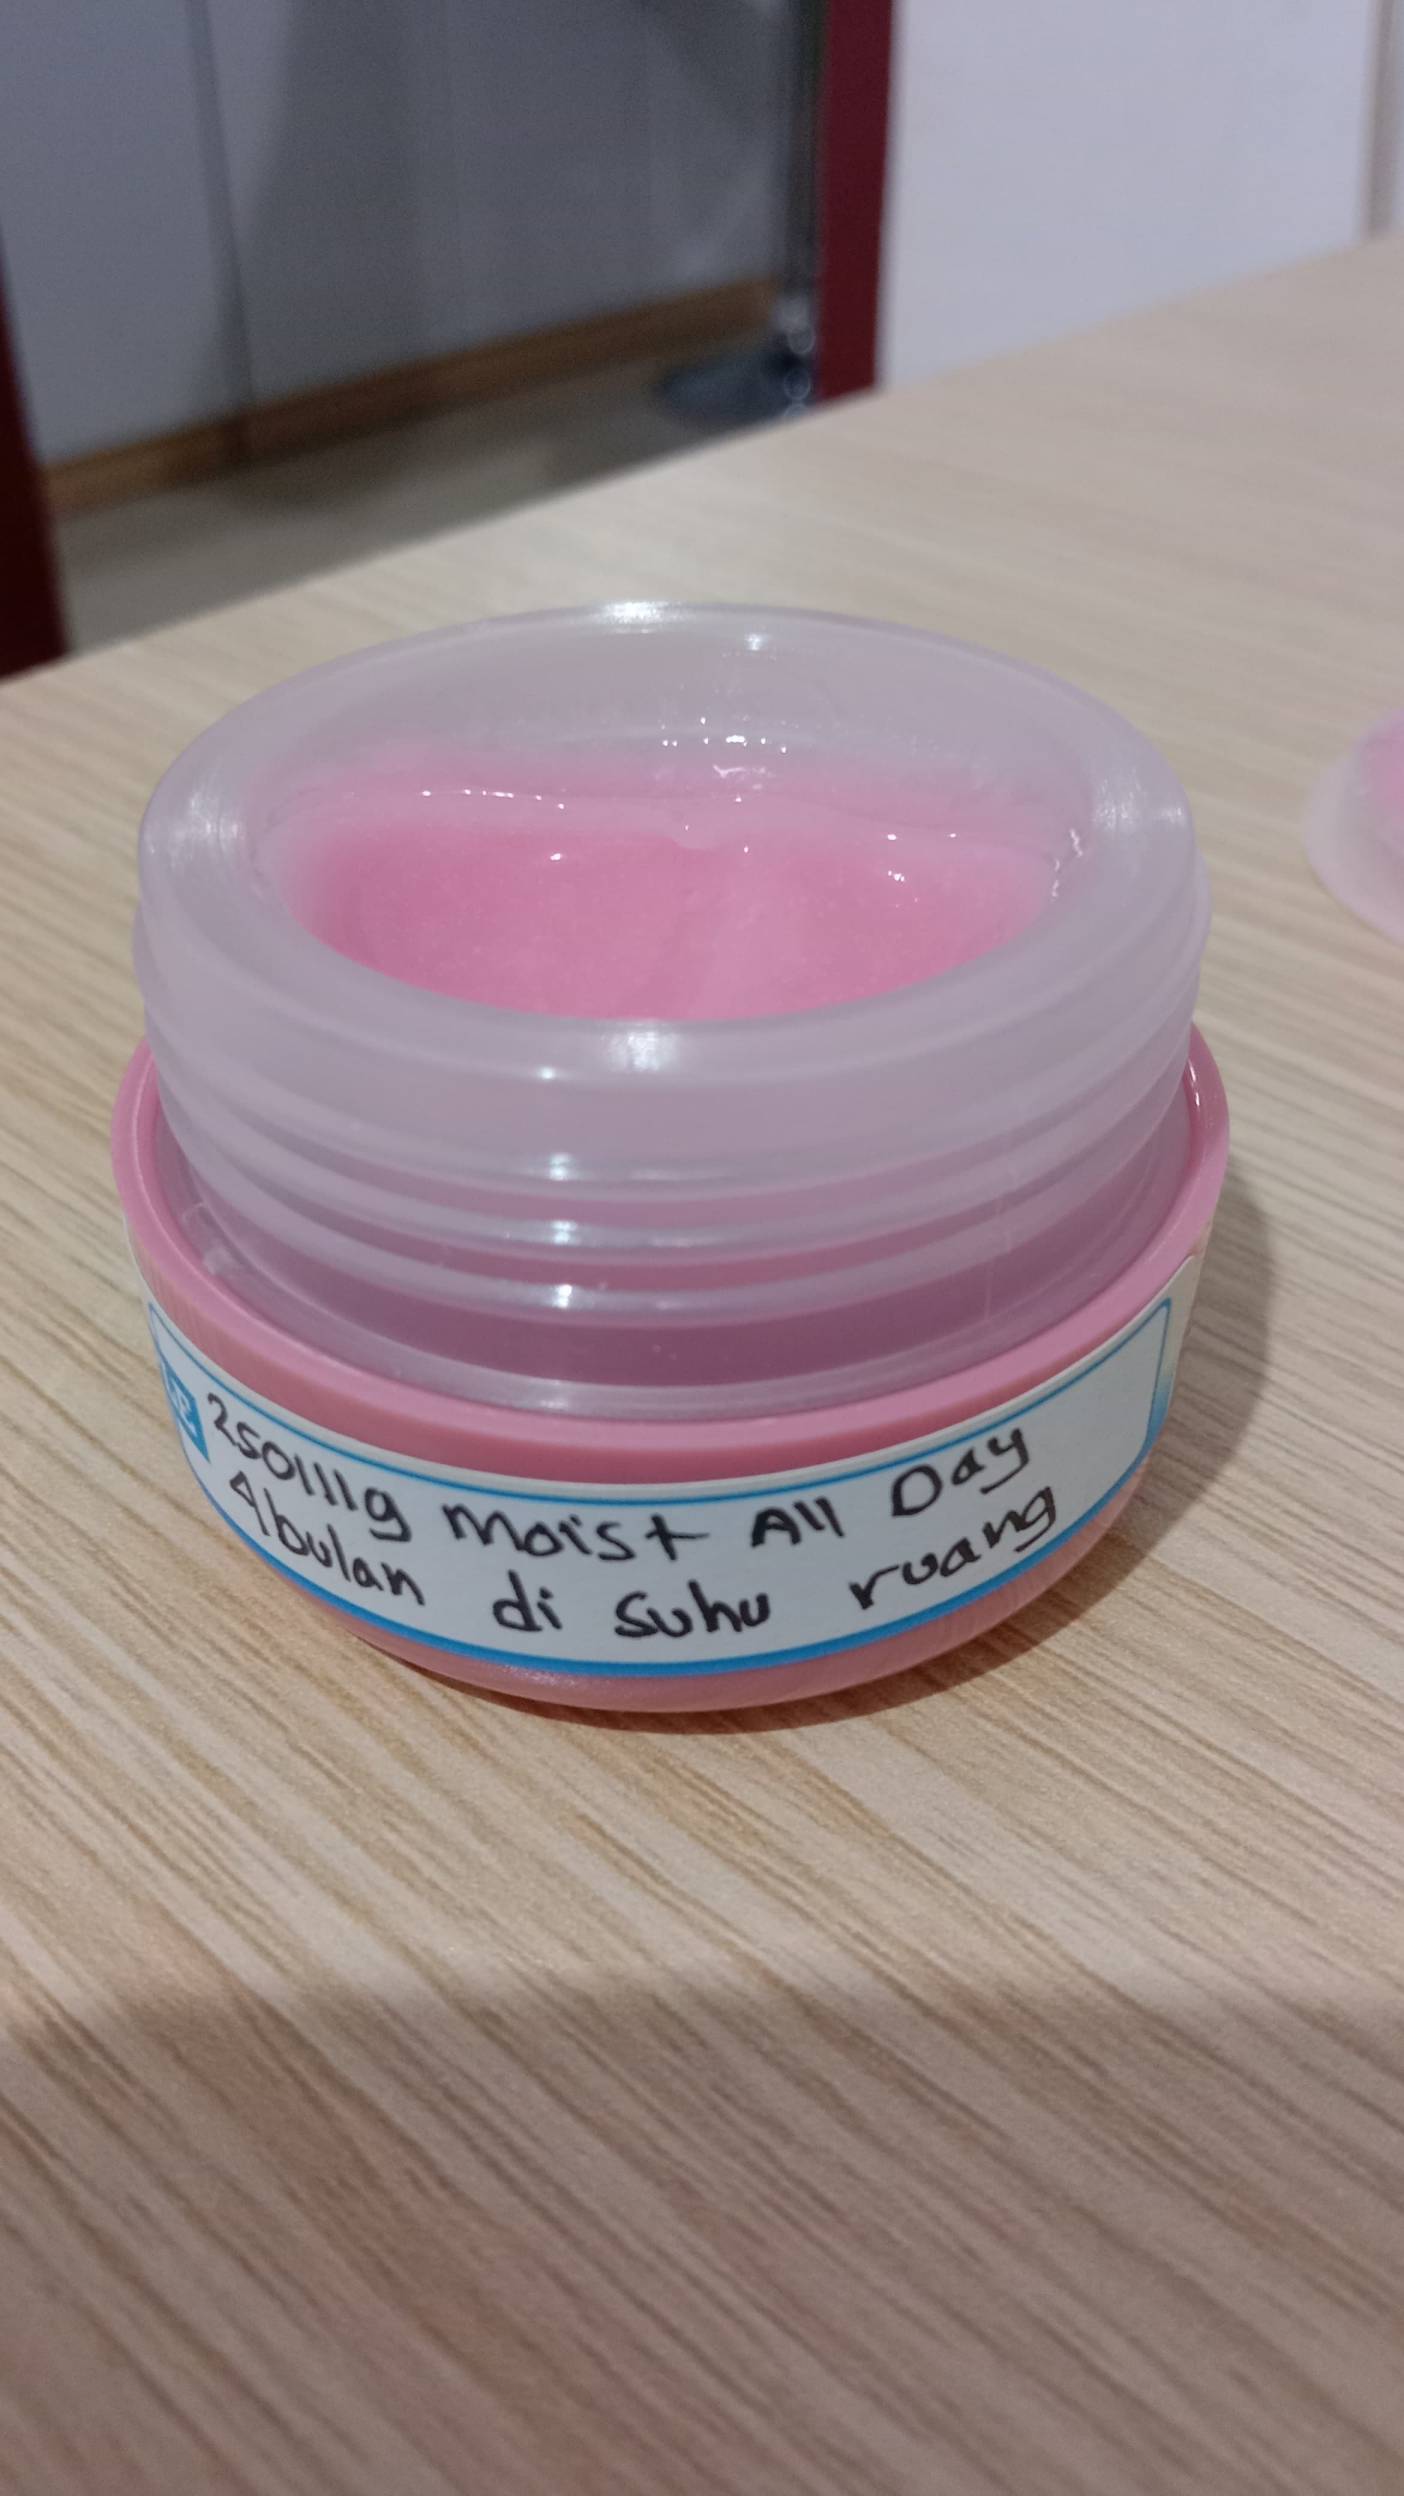 250111g Moist All Day
4bulan di suhu ruang